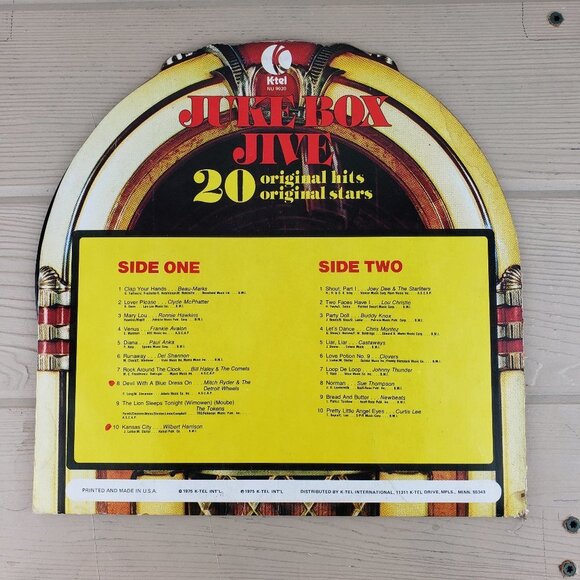 K-tel
NU 9020
JUKE BOX
JIVE
20 original hits
original stars
SIDE ONE
1 Clap Your Hands . . Beau-Marks
2 Lover Please . . Clyde McPhatter
3 Mary Lou . . Ronnie Hawkins
4 Venus . . Frankie Avalon
5 Diana . . Paul Anka
6 Runaway . . Del Shannon
7 Rock Around The Clock . . Bill Haley & The Comets
8 Devil With A Blue Dress On . . Mitch Ryder & The
Detroit Wheels
9 The Lion Sleeps Tonight (Wimowen) (Moube)
The Tokens
10 Kansas City . . Wilbert Harrison
SIDE TWO
1 Shout, Part I . . Joey Dee & The Starliters
2 Two Faces Have I . . Lou Christie
3 Party Doll . . Buddy Knox
4 Let's Dance . . Chris Montez
5 Liar, Liar . . Castaways
6 Love Potion No. 9 . . Clovers
7 Loop De Loop . . Johnny Thunder
8 Norman . . Sue Thompson
9 Bread And Butter . . Newbeats
10 Pretty Little Angel Eyes . . Curtis Lee
PRINTED AND MADE IN U.S.A. ©1975 K-TEL INT'L ©1975 K-TEL INT'L DISTRIBUTED BY K-TEL INTERNATIONAL, 11311 K-TEL DRIVE, MPLS., MINN. 55343